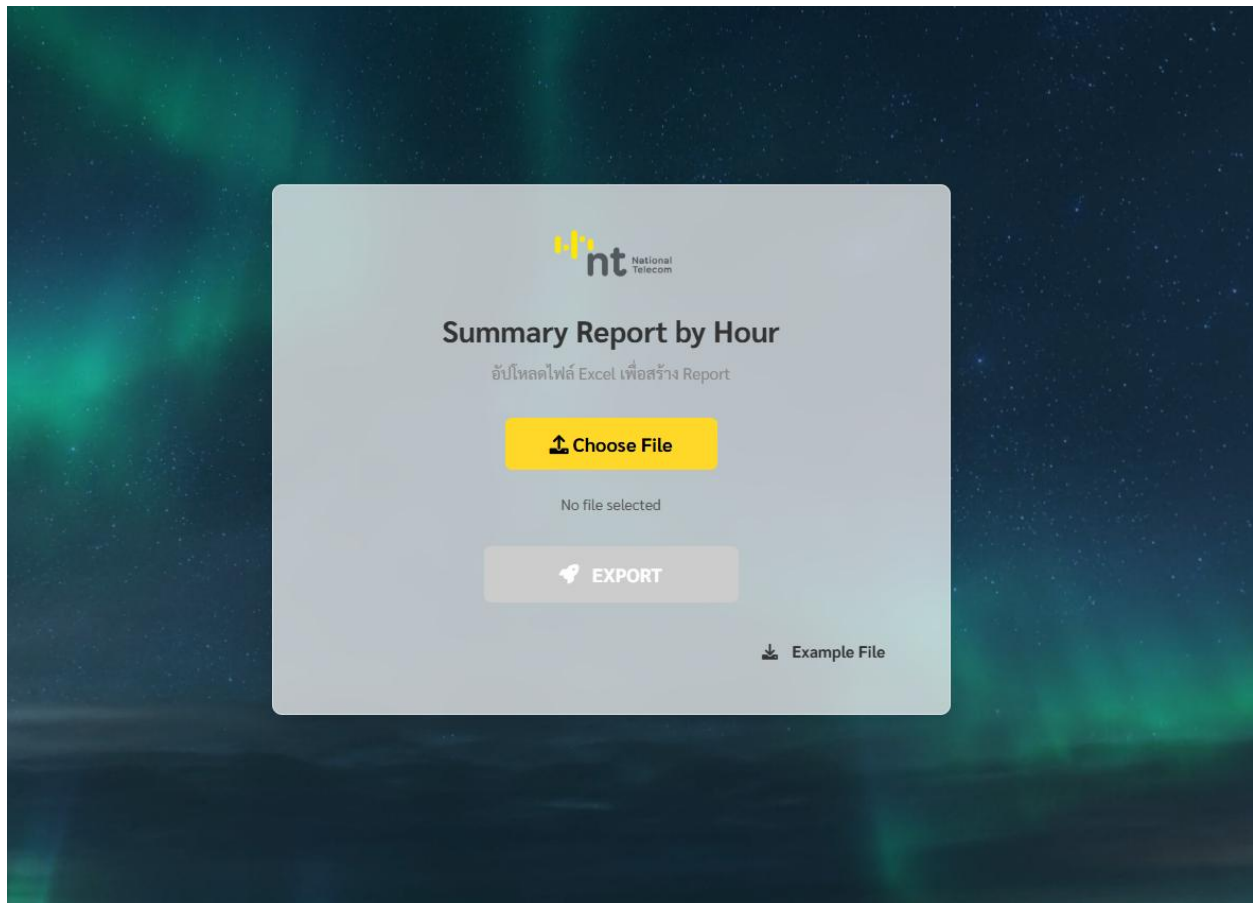 nt National
Telecom
Summary Report by Hour
อัปโหลดไฟล์ Excel เพื่อสร้าง Report
Choose File
No file selected
EXPORT
Example File